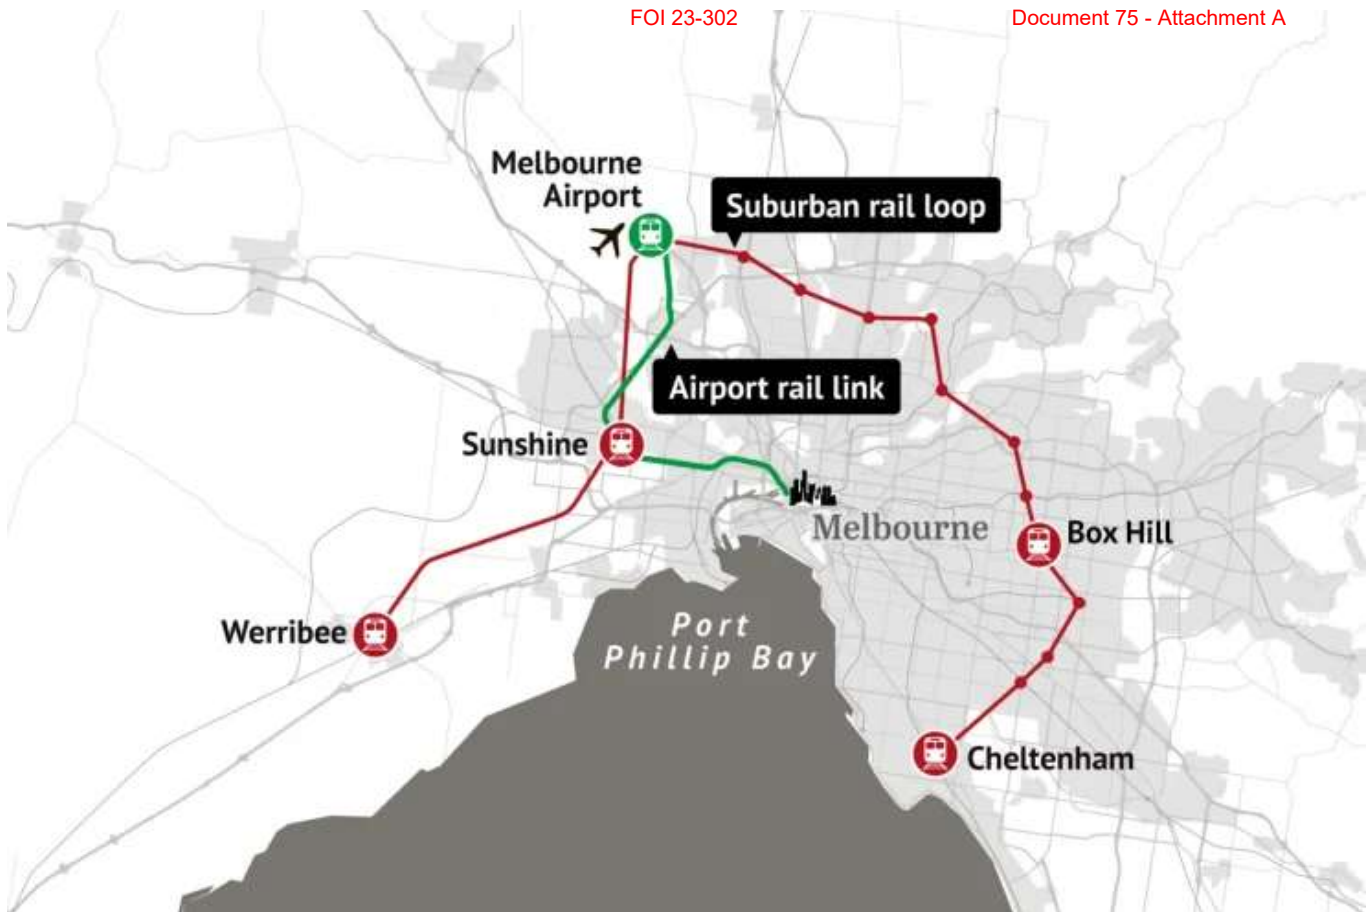 FOI 23-302
Document 75 - Attachment A
Melbourne
Airport
Suburban rail loop
Airport rail link
Sunshine
Melbourne
Box Hill
Werribee
Port
Phillip Bay
Cheltenham